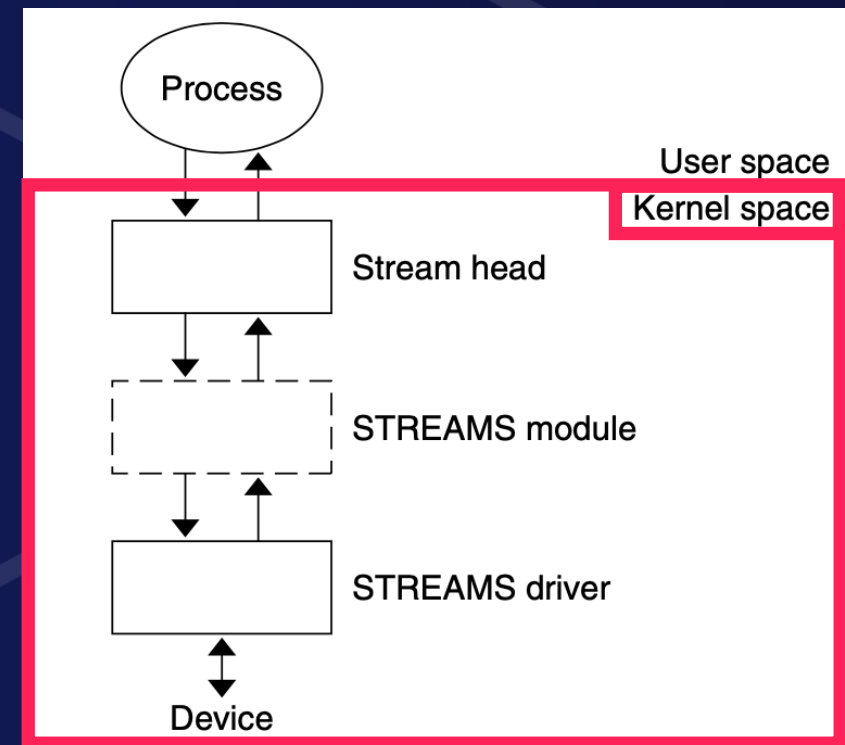 Process
User space
Kernel space
Stream head
STREAMS module
STREAMS driver
Device